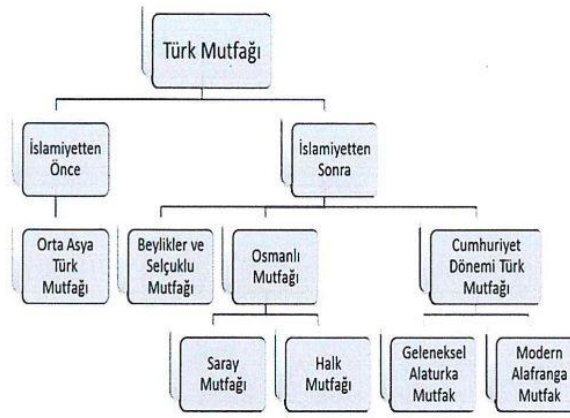 Türk Mutfağı
İslamiyetten
Önce
İslamiyetten
Sonra
Orta Asya
Türk
Mutfağı
Beylikler ve
Selçuklu
Mutfağı
Osmanlı
Mutfağı
Cumhuriyet
Dönemi Türk
Mutfağı
Saray
Mutfağı
Halk
Mutfağı
Geleneksel
Alaturka
Mutfak
Modern
Alafranga
Mutfak